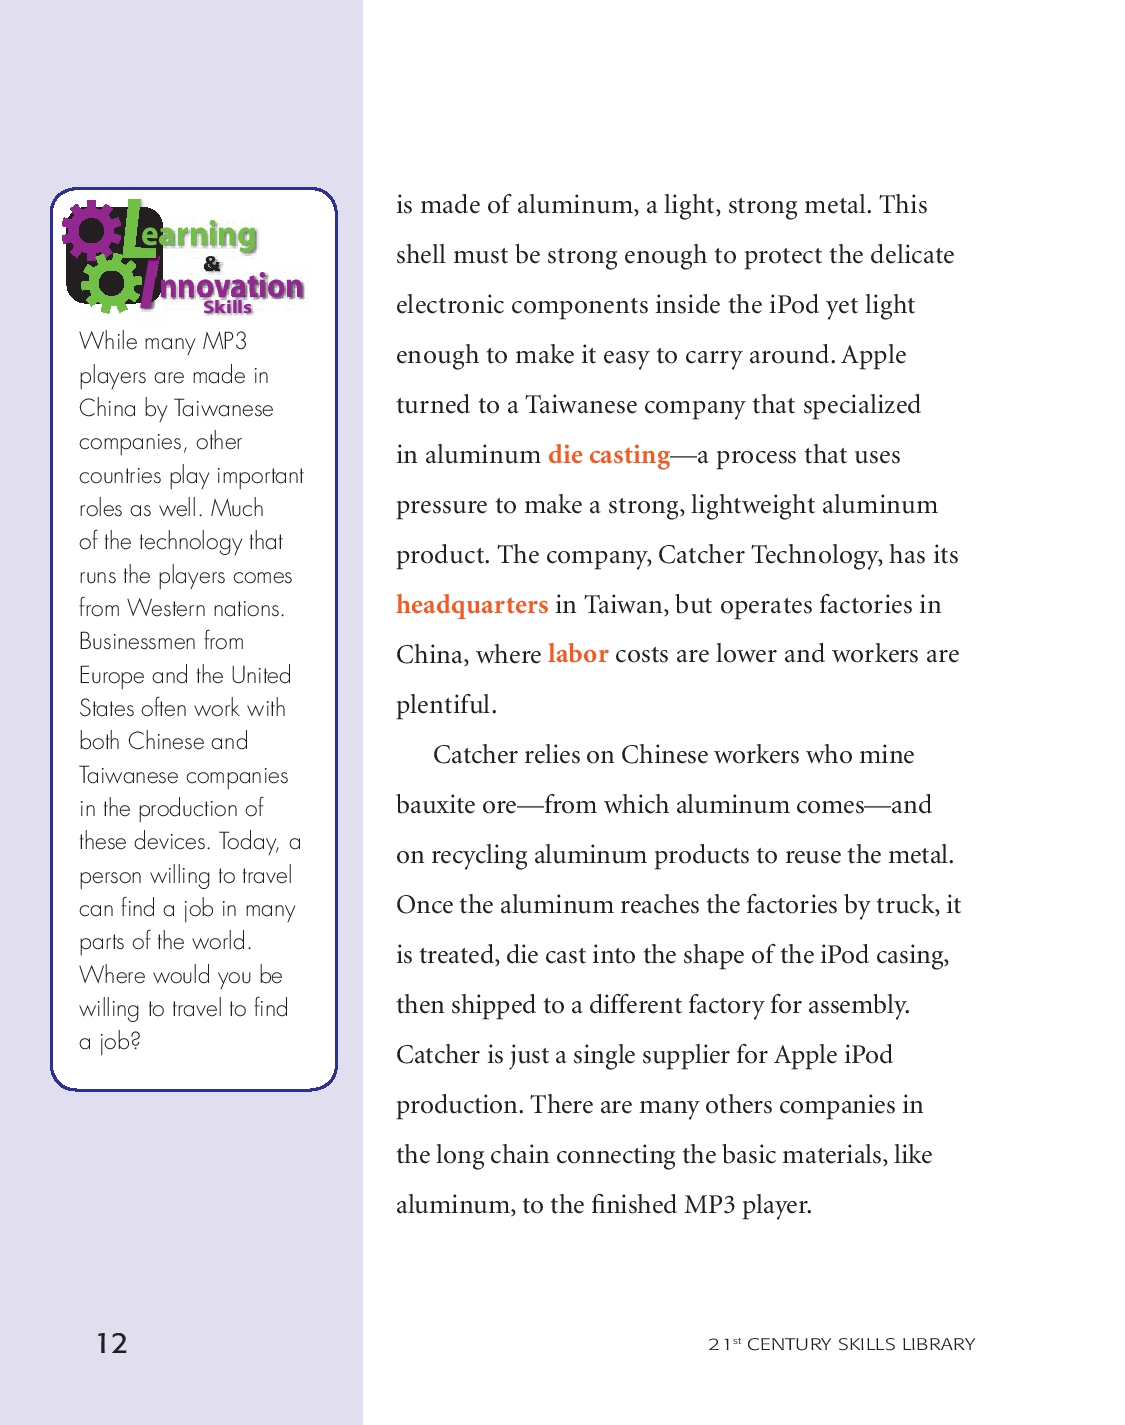 Learning
&
Innovation
Skills
While many MP3
players are made in
China by Taiwanese
companies, other
countries play important
roles as well. Much
of the technology that
runs the players comes
from Western nations.
Businessmen from
Europe and the United
States often work with
both Chinese and
Taiwanese companies
in the production of
these devices. Today, a
person willing to travel
can find a job in many
parts of the world.
Where would you be
willing to travel to find
a job?
is made of aluminum, a light, strong metal. This
shell must be strong enough to protect the delicate
electronic components inside the iPod yet light
enough to make it easy to carry around. Apple
turned to a Taiwanese company that specialized
in aluminum die casting—a process that uses
pressure to make a strong, lightweight aluminum
product. The company, Catcher Technology, has its
headquarters in Taiwan, but operates factories in
China, where labor costs are lower and workers are
plentiful.
Catcher relies on Chinese workers who mine
bauxite ore—from which aluminum comes—and
on recycling aluminum products to reuse the metal.
Once the aluminum reaches the factories by truck, it
is treated, die cast into the shape of the iPod casing,
then shipped to a different factory for assembly.
Catcher is just a single supplier for Apple iPod
production. There are many others companies in
the long chain connecting the basic materials, like
aluminum, to the finished MP3 player.
12
21st CENTURY SKILLS LIBRARY